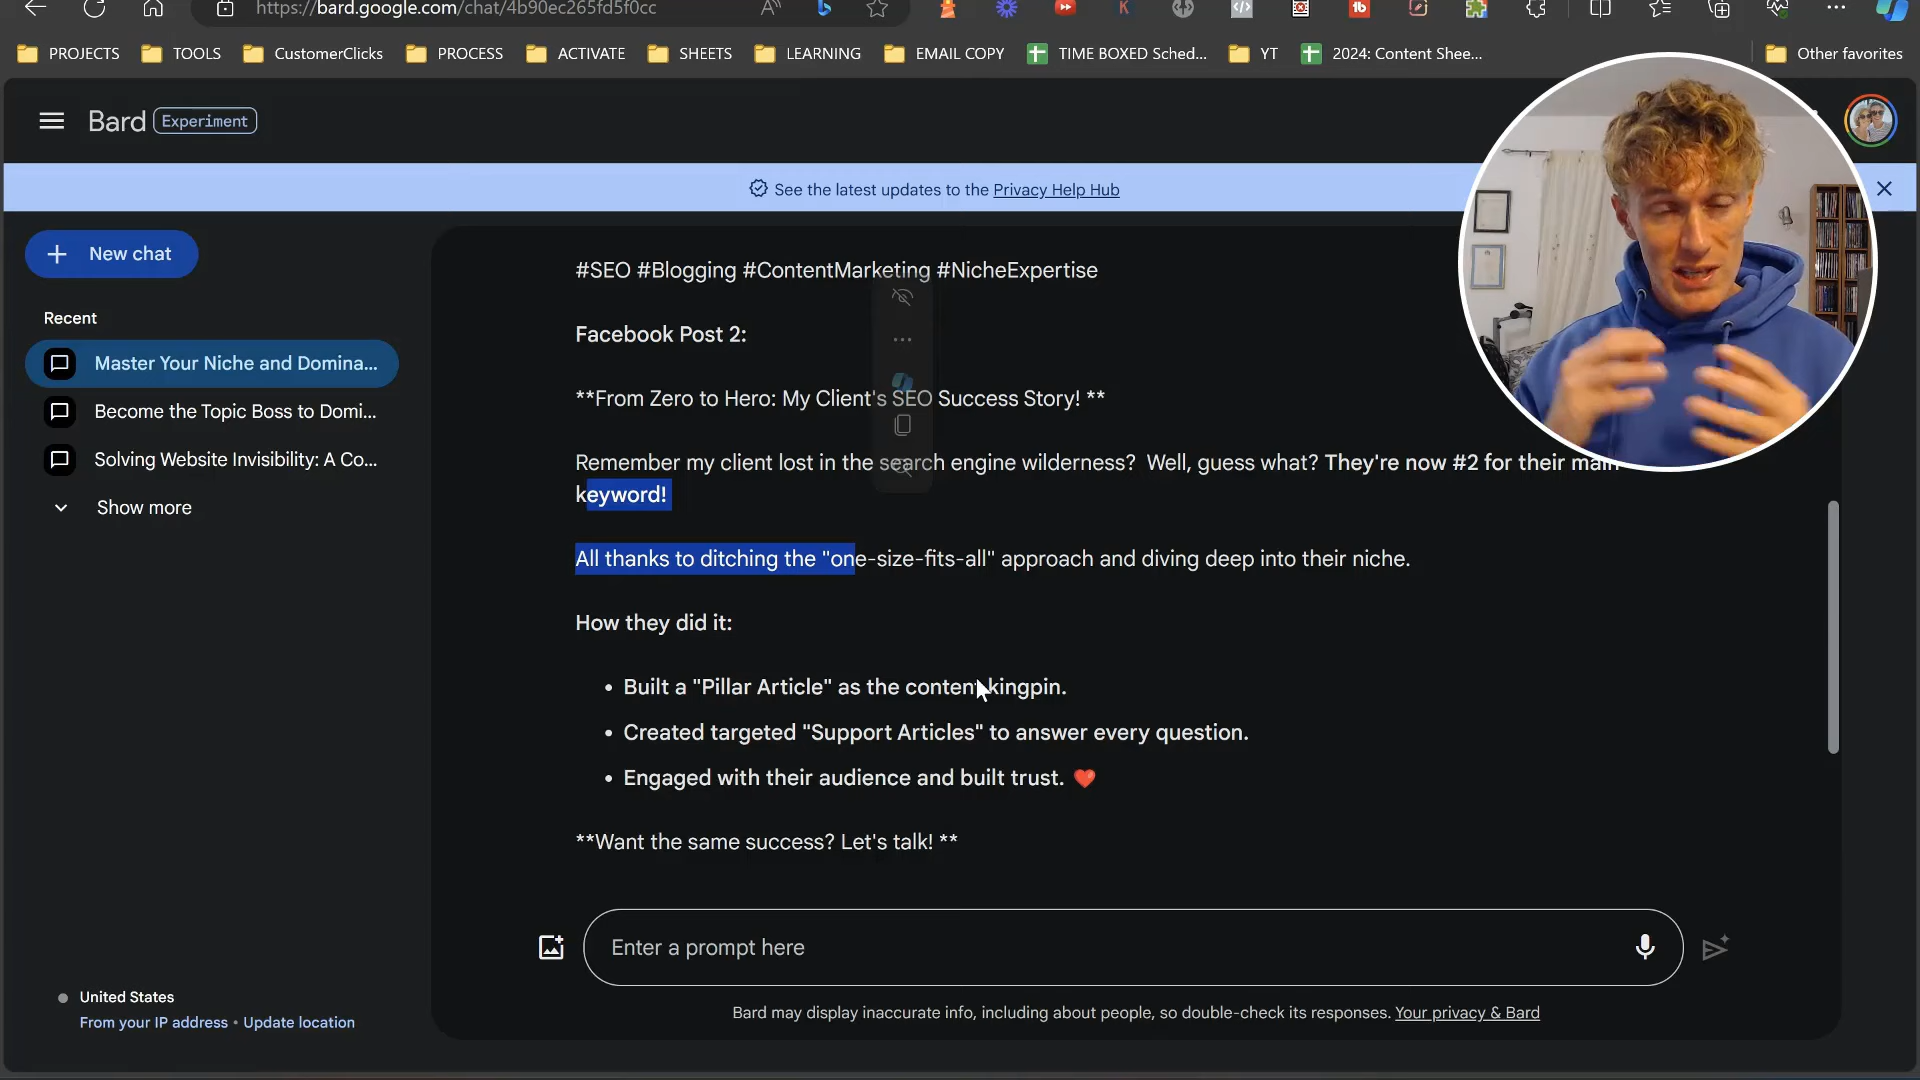 https://bard.google.com/chat/4b90ec265fd5f0cc
PROJECTS TOOLS CustomerClicks PROCESS ACTIVATE SHEETS LEARNING EMAIL COPY TIME BOXED Sched... YT 2024: Content Shee... Other favorites
Bard Experiment
See the latest updates to the Privacy Help Hub
New chat
Recent
Master Your Niche and Domina...
Become the Topic Boss to Domi...
Solving Website Invisibility: A Co...
Show more
United States
From your IP address • Update location
#SEO #Blogging #ContentMarketing #NicheExpertise
Facebook Post 2:
**From Zero to Hero: My Client's SEO Success Story! **
Remember my client lost in the search engine wilderness? Well, guess what? They're now #2 for their main
keyword!
All thanks to ditching the "one-size-fits-all" approach and diving deep into their niche.
How they did it:
• Built a "Pillar Article" as the content kingpin.
• Created targeted "Support Articles" to answer every question.
• Engaged with their audience and built trust. ❤️
**Want the same success? Let's talk! **
Enter a prompt here
Bard may display inaccurate info, including about people, so double-check its responses. Your privacy & Bard